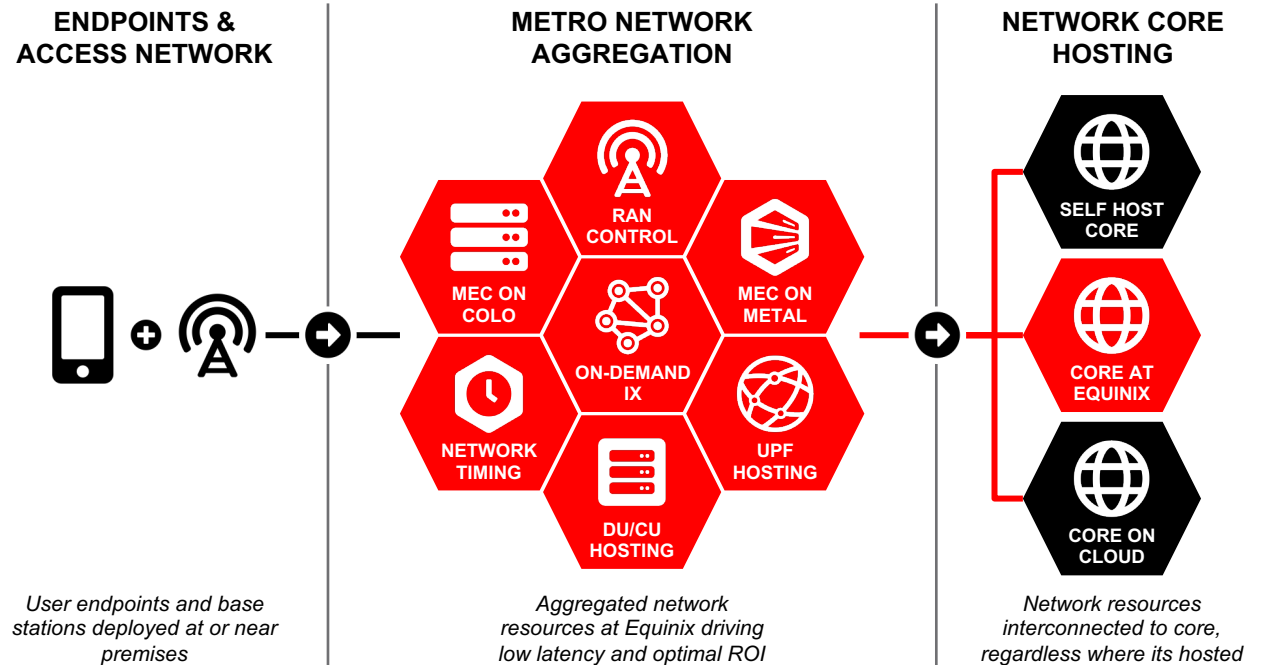 ENDPOINTS &
ACCESS NETWORK
METRO NETWORK
AGGREGATION
NETWORK CORE
HOSTING
RAN
CONTROL
MEC ON
COLO
MEC ON
METAL
ON-DEMAND
IX
NETWORK
TIMING
UPF
HOSTING
DU/CU
HOSTING
SELF HOST
CORE
CORE AT
EQUINIX
CORE ON
CLOUD
User endpoints and base
stations deployed at or near
premises
Aggregated network
resources at Equinix driving
low latency and optimal ROI
Network resources
interconnected to core,
regardless where its hosted